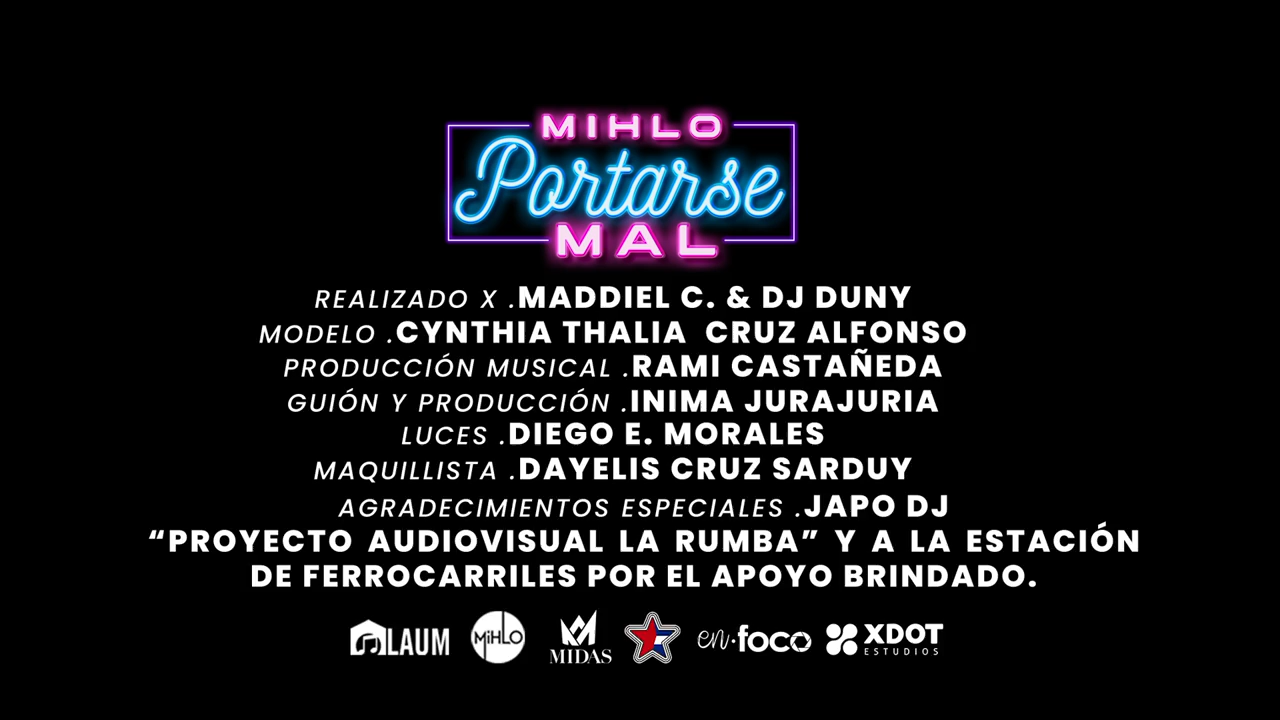 MIHLO
Portarse
MAL
REALIZADO X .MADDIEL C. & DJ DUNY
MODELO .CYNTHIA THALIA  CRUZ ALFONSO
PRODUCCIÓN MUSICAL .RAMI CASTAÑEDA
GUIÓN Y PRODUCCIÓN .INIMA JURAJURIA
LUCES .DIEGO E. MORALES
MAQUILLISTA .DAYELIS CRUZ SARDUY
AGRADECIMIENTOS ESPECIALES .JAPO DJ
“PROYECTO AUDIOVISUAL LA RUMBA” Y A LA ESTACIÓN
DE FERROCARRILES POR EL APOYO BRINDADO.
LAUM MiHLO MIDAS en·foco XDOT
ESTUDIOS